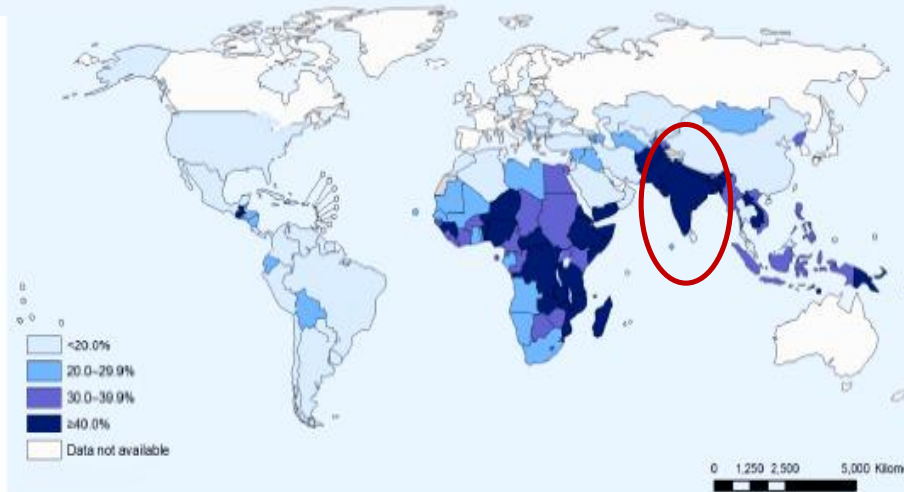 <20.0%
20.0–29.9%
30.0–39.9%
≥40.0%
Data not available
0 1,250 2,500 5,000 Kilome